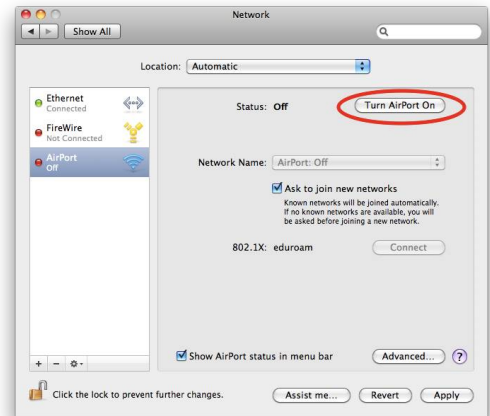 Network
Show All
Location: Automatic
Ethernet
Connected
FireWire
Not Connected
AirPort
Off
Status: Off
Turn AirPort On
Network Name: AirPort: Off
Ask to join new networks
Known networks will be joined automatically.
If no known networks are available, you will
be asked before joining a new network.
802.1X: eduroam
Connect
Show AirPort status in menu bar
Advanced...
?
Click the lock to prevent further changes.
Assist me...
Revert
Apply